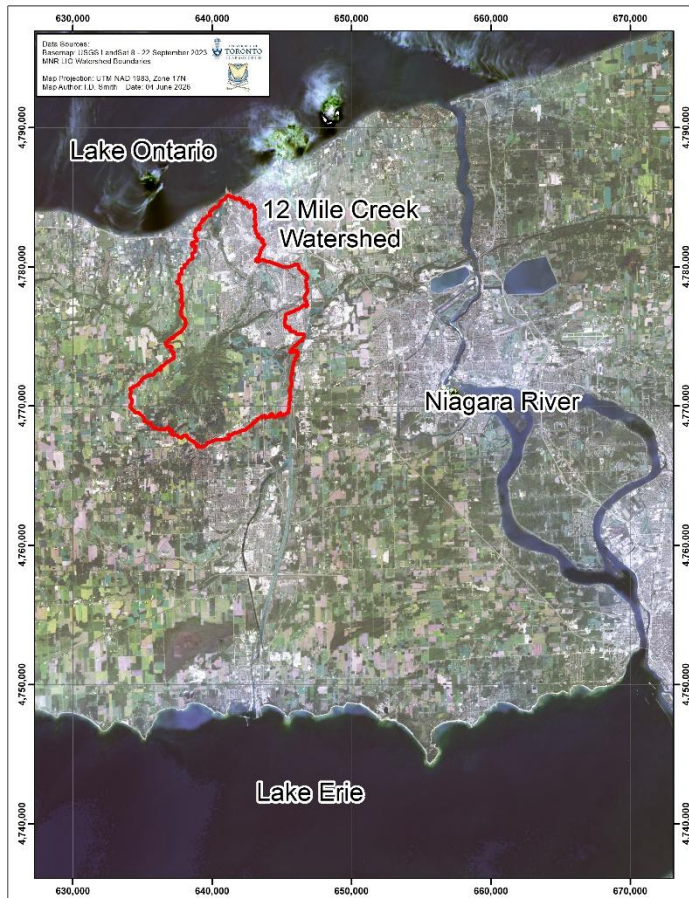 630,000 640,000 650,000 660,000 670,000
Data Sources:
Basemap: USGS LandSat 8 - 22 September 2023
MNR LIO Watershed Boundaries
Map Projection: UTM NAD 1983, Zone 17N
Map Author: I.D. Smith Date: 04 June 2026
TORONTO
Lake Ontario
12 Mile Creek
Watershed
Niagara River
Lake Erie
4,790,000
4,780,000
4,770,000
4,760,000
4,750,000
4,740,000
4,790,000
4,780,000
4,770,000
4,760,000
4,750,000
4,740,000
630,000 640,000 650,000 660,000 670,000